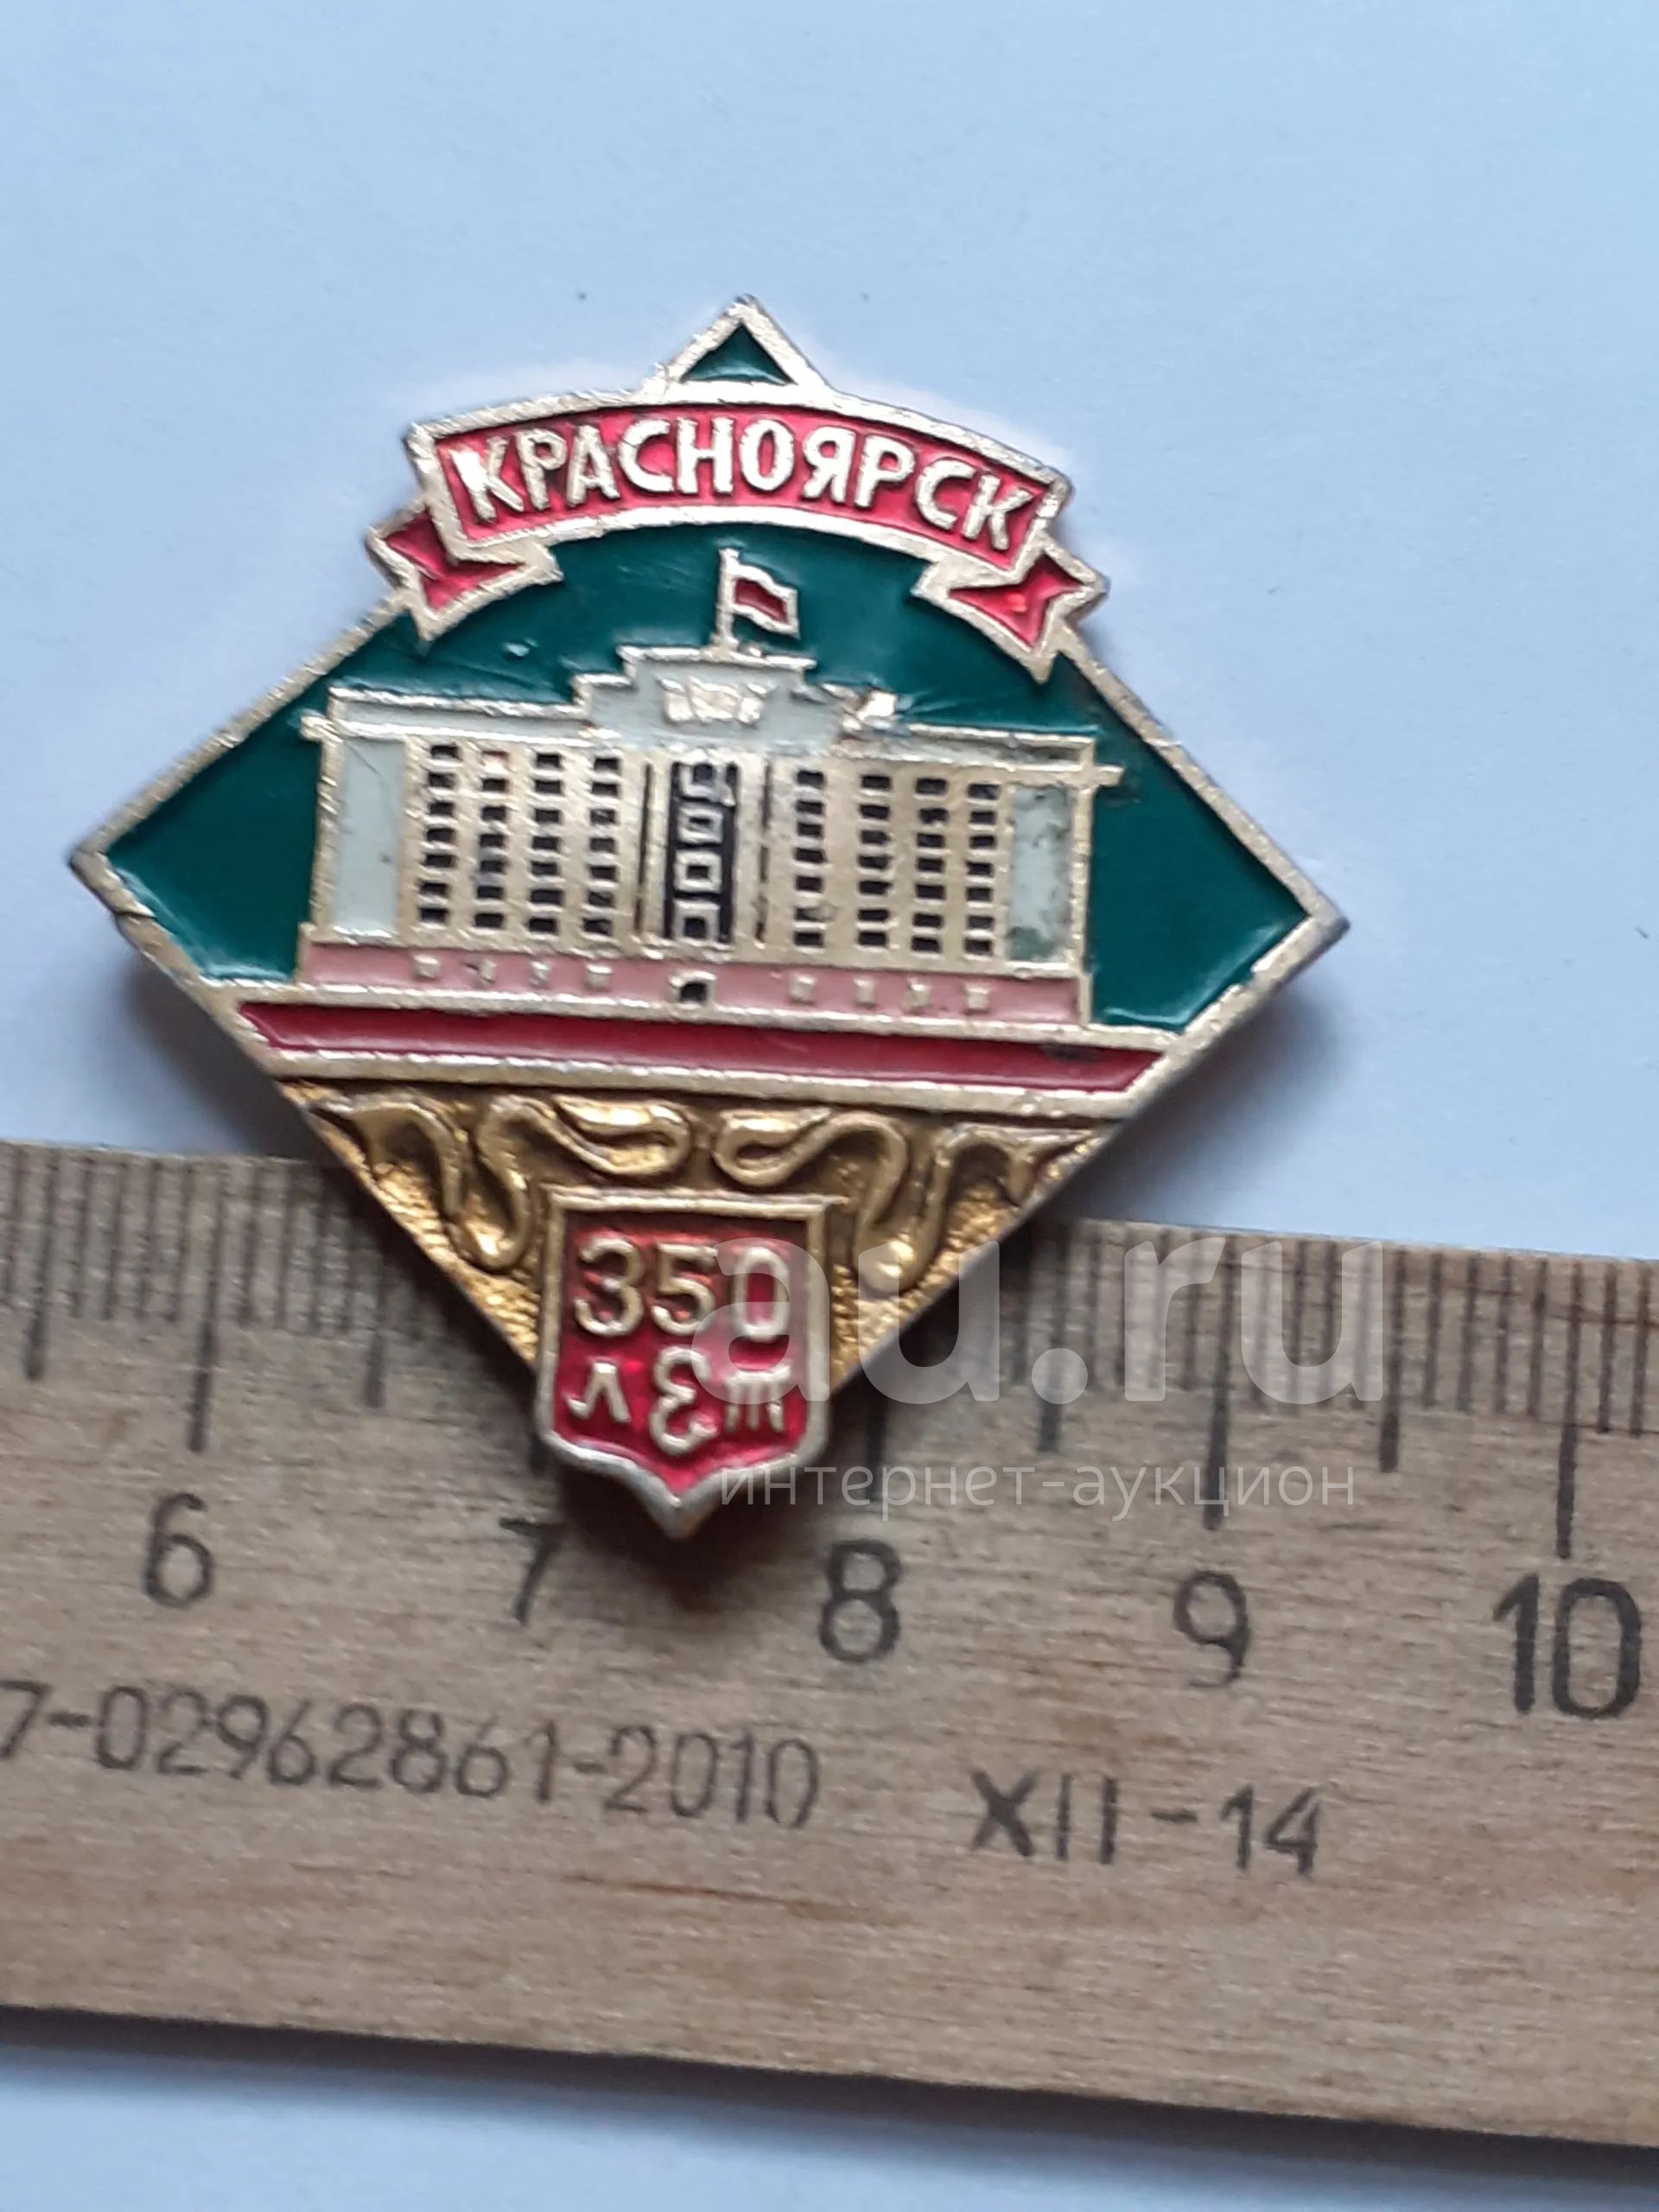 КРАСНОЯРСК
350
лет
au.ru
интернет-аукцион
6 7 8 9 10
7-02962861-2010 XII-14